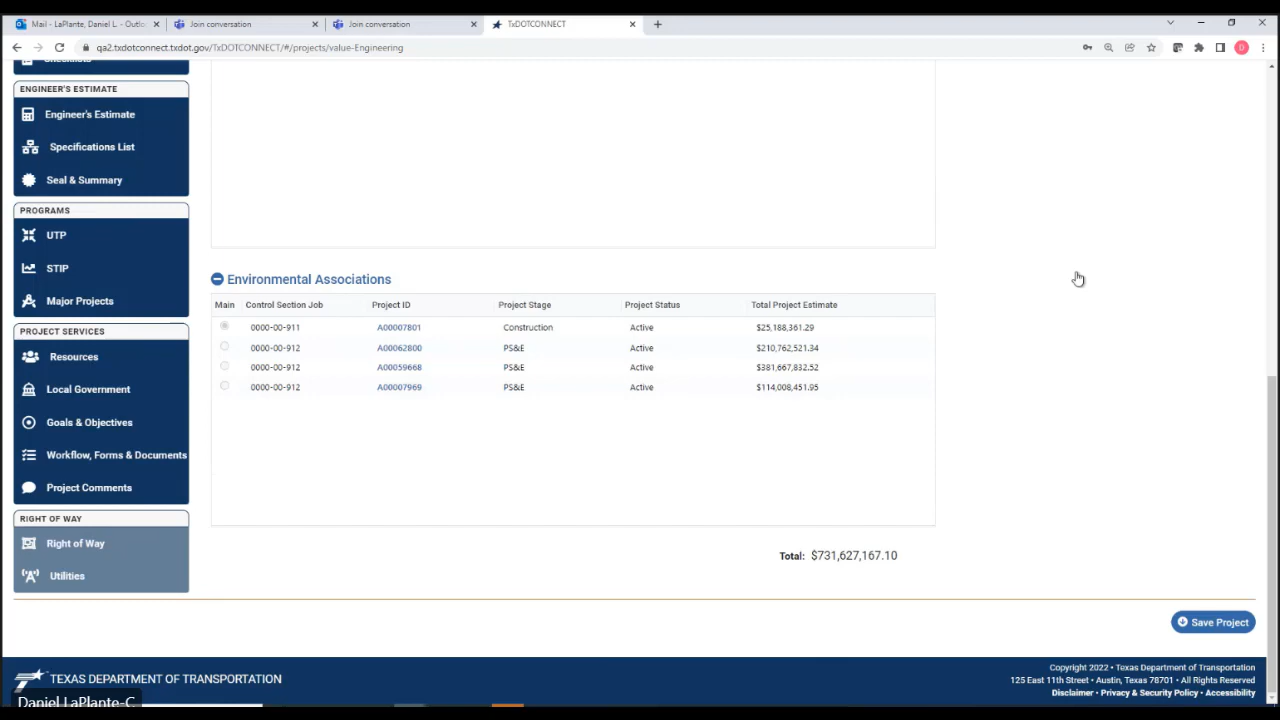 Mail - LaPlante, Daniel L. - Outlo
Join conversation
Join conversation
TxDOTCONNECT
qa2.txdotconnect.txdot.gov/TxDOTCONNECT/#/projects/value-Engineering
D
Checklists
ENGINEER'S ESTIMATE
Engineer's Estimate
Specifications List
Seal & Summary
PROGRAMS
UTP
STIP
Major Projects
PROJECT SERVICES
Resources
Local Government
Goals & Objectives
Workflow, Forms & Documents
Project Comments
RIGHT OF WAY
Right of Way
Utilities
Environmental Associations
Main Control Section Job Project ID Project Stage Project Status Total Project Estimate
0000-00-911 A00007801 Construction Active $25,188,361.29
0000-00-912 A00062800 PS&E Active $210,762,521.34
0000-00-912 A00059668 PS&E Active $381,667,832.52
0000-00-912 A00007969 PS&E Active $114,008,451.95
Total: $731,627,167.10
Save Project
TEXAS DEPARTMENT OF TRANSPORTATION
Copyright 2022 • Texas Department of Transportation
125 East 11th Street • Austin, Texas 78701 • All Rights Reserved
Disclaimer • Privacy & Security Policy • Accessibility
Daniel LaPlante-C